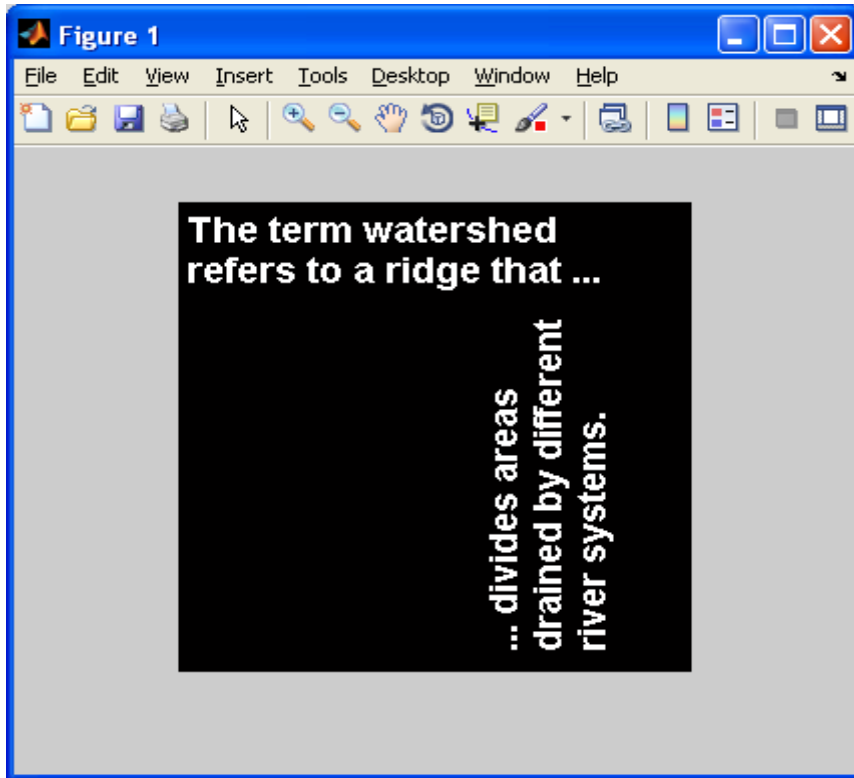 Figure 1
File Edit View Insert Tools Desktop Window Help
The term watershed
refers to a ridge that ...
... divides areas
drained by different
river systems.